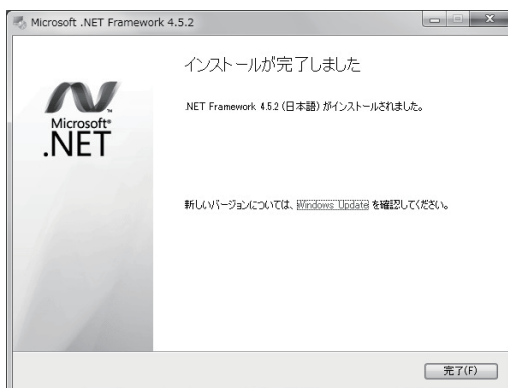 Microsoft .NET Framework 4.5.2
インストールが完了しました
.NET Framework 4.5.2 (日本語) がインストールされました。
Microsoft®
.NET
新しいバージョンについては、Windows Update を確認してください。
完了(F)